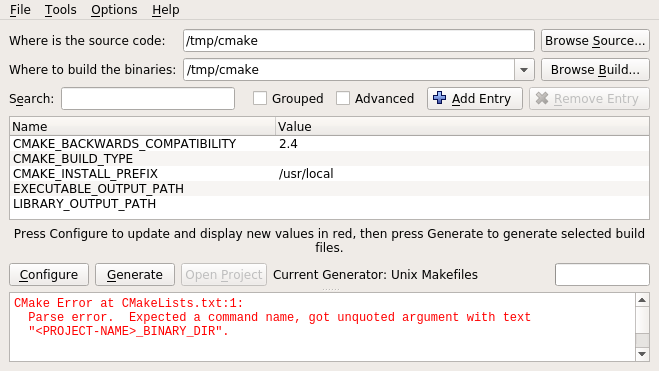 File Tools Options Help
Where is the source code: /tmp/cmake Browse Source...
Where to build the binaries: /tmp/cmake Browse Build...
Search: Grouped Advanced Add Entry Remove Entry
Name Value
CMAKE_BACKWARDS_COMPATIBILITY 2.4
CMAKE_BUILD_TYPE
CMAKE_INSTALL_PREFIX /usr/local
EXECUTABLE_OUTPUT_PATH
LIBRARY_OUTPUT_PATH
Press Configure to update and display new values in red, then press Generate to generate selected build
files.
Configure Generate Open Project Current Generator: Unix Makefiles
CMake Error at CMakeLists.txt:1:
Parse error.  Expected a command name, got unquoted argument with text
"<PROJECT-NAME>_BINARY_DIR".